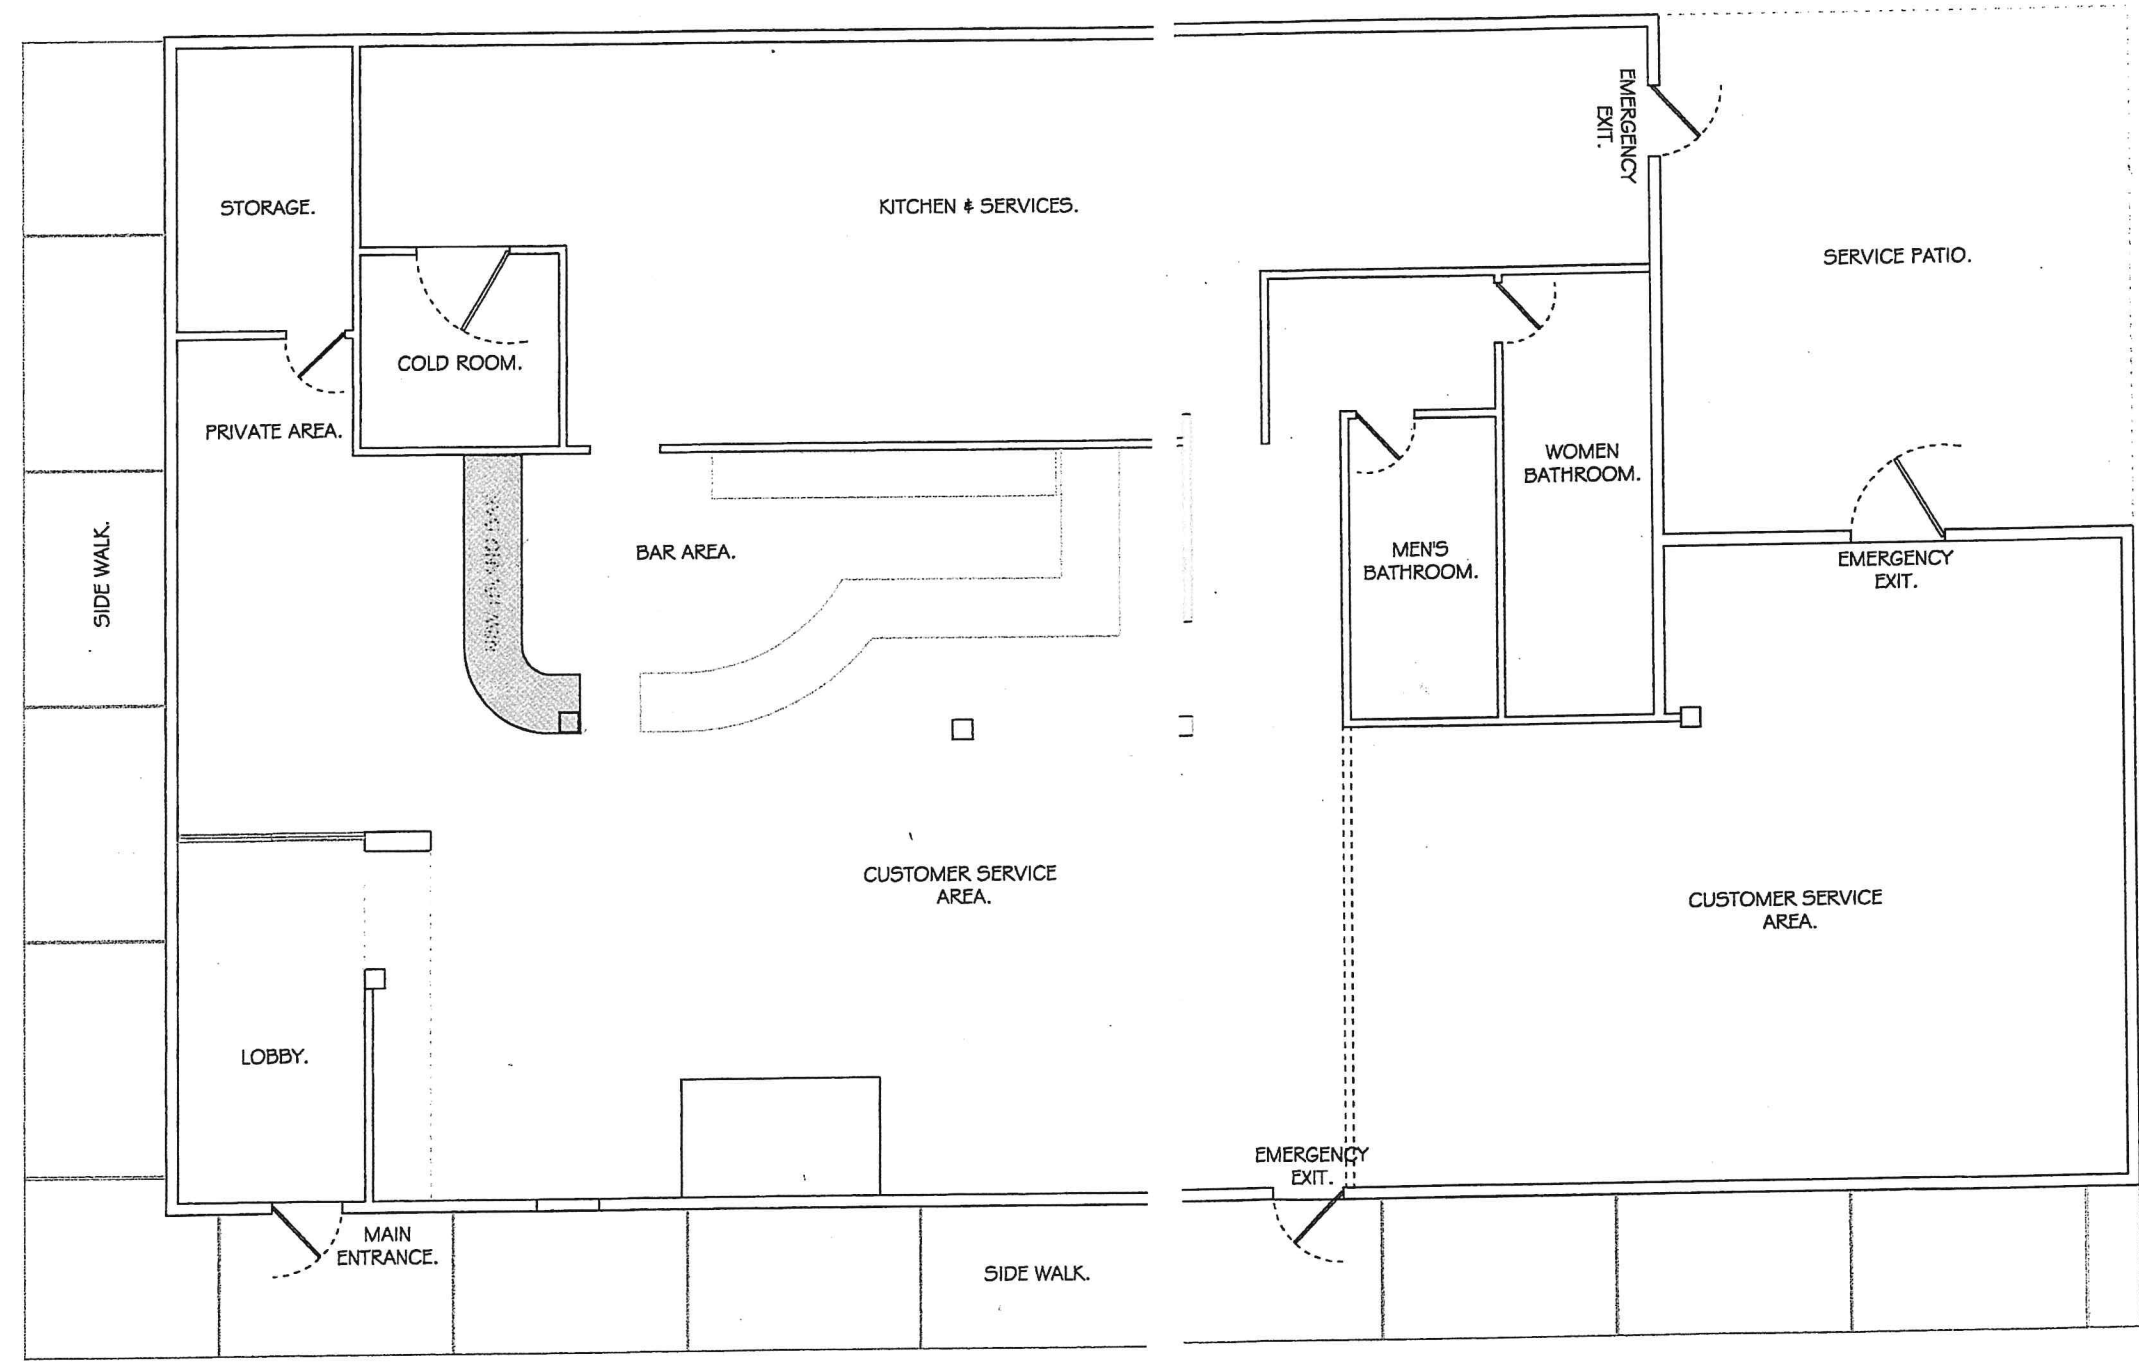 EMERGENCY
EXIT.
STORAGE.
KITCHEN & SERVICES.
SERVICE PATIO.
COLD ROOM.
PRIVATE AREA.
WOMEN
BATHROOM.
SIDE WALK.
BAR AREA.
MEN'S
BATHROOM.
EMERGENCY
EXIT.
CUSTOMER SERVICE
AREA.
CUSTOMER SERVICE
AREA.
LOBBY.
EMERGENCY
EXIT.
MAIN
ENTRANCE.
SIDE WALK.